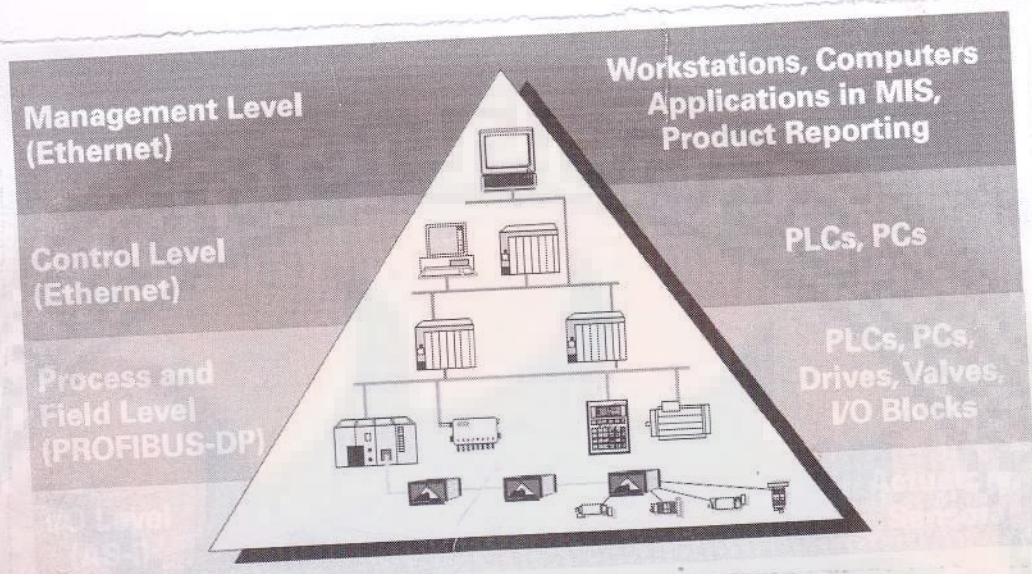 Management Level
(Ethernet)
Workstations, Computers
Applications in MIS,
Product Reporting
Control Level
(Ethernet)
PLCs, PCs
Process and
Field Level
(PROFIBUS-DP)
PLCs, PCs,
Drives, Valves,
I/O Blocks
I/O Level